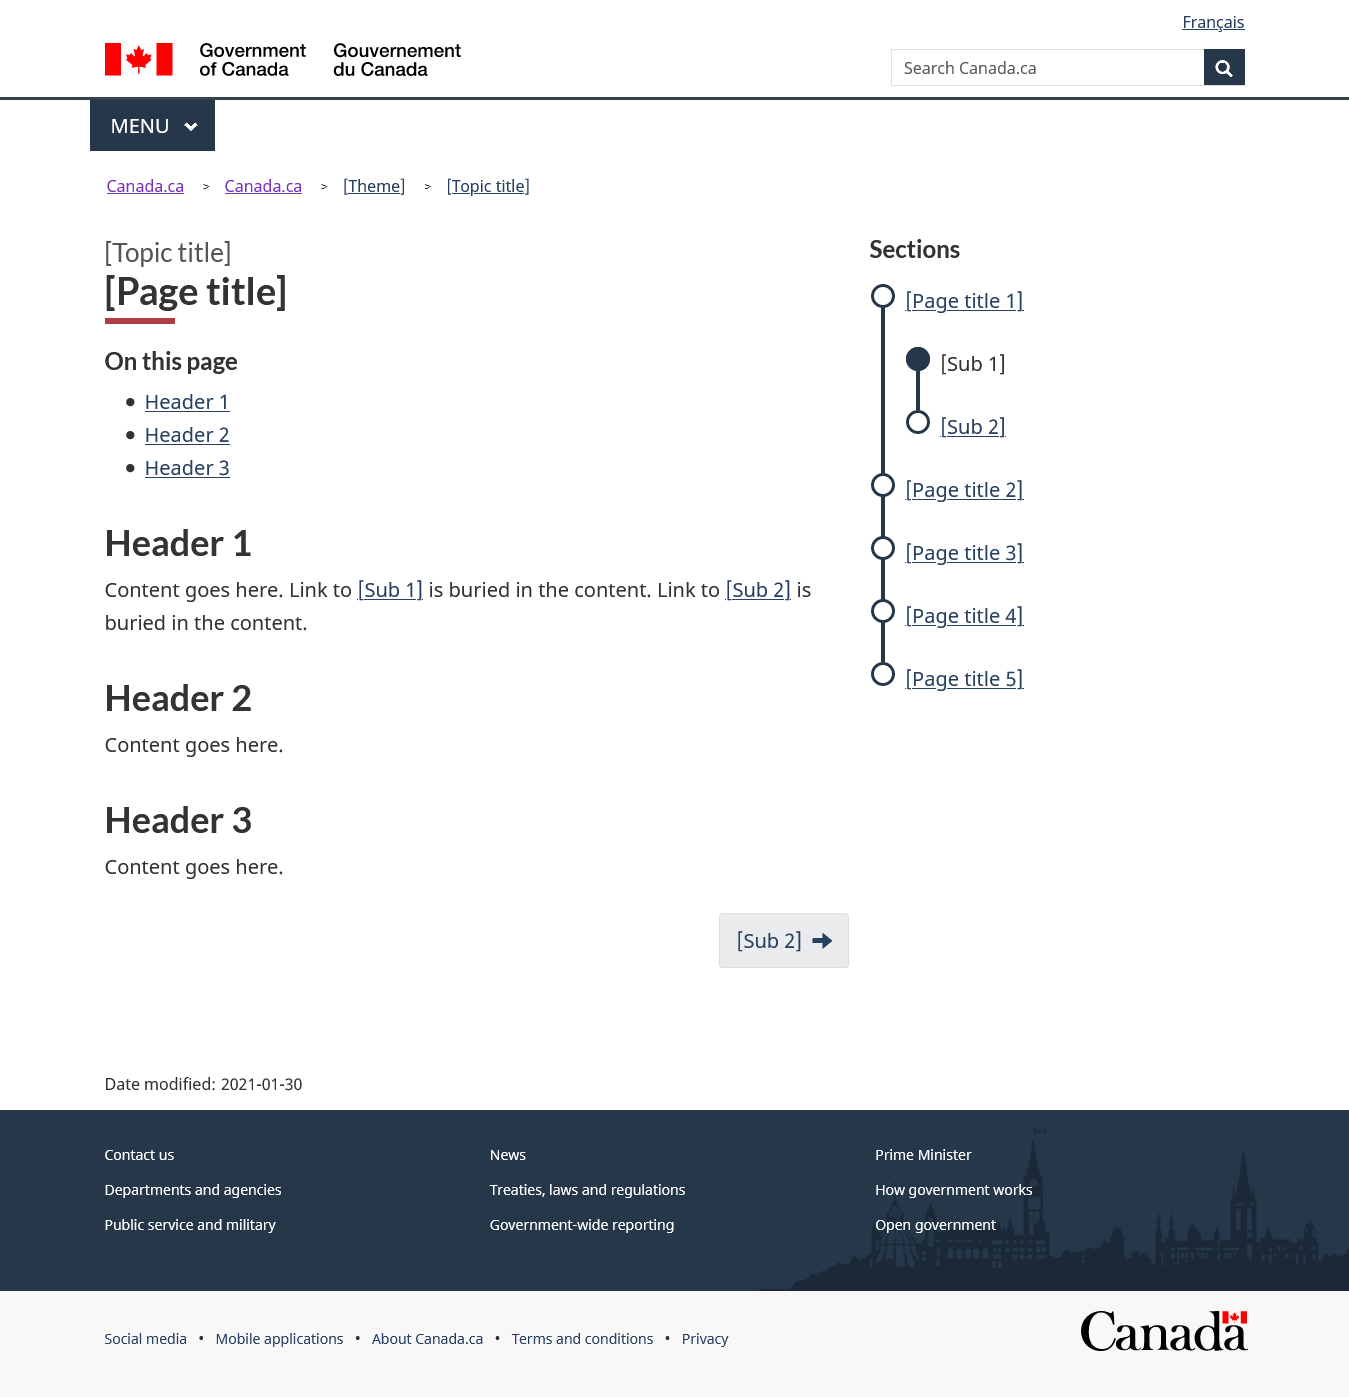 Français
Government of Canada
Gouvernement du Canada
Search Canada.ca
MENU
Canada.ca > Canada.ca > [Theme] > [Topic title]
[Topic title]
[Page title]
On this page
• Header 1
• Header 2
• Header 3
Header 1
Content goes here. Link to [Sub 1] is buried in the content. Link to [Sub 2] is
buried in the content.
Header 2
Content goes here.
Header 3
Content goes here.
[Sub 2]
Sections
[Page title 1]
[Sub 1]
[Sub 2]
[Page title 2]
[Page title 3]
[Page title 4]
[Page title 5]
Date modified: 2021-01-30
Contact us
Departments and agencies
Public service and military
News
Treaties, laws and regulations
Government-wide reporting
Prime Minister
How government works
Open government
Social media • Mobile applications • About Canada.ca • Terms and conditions • Privacy
Canada